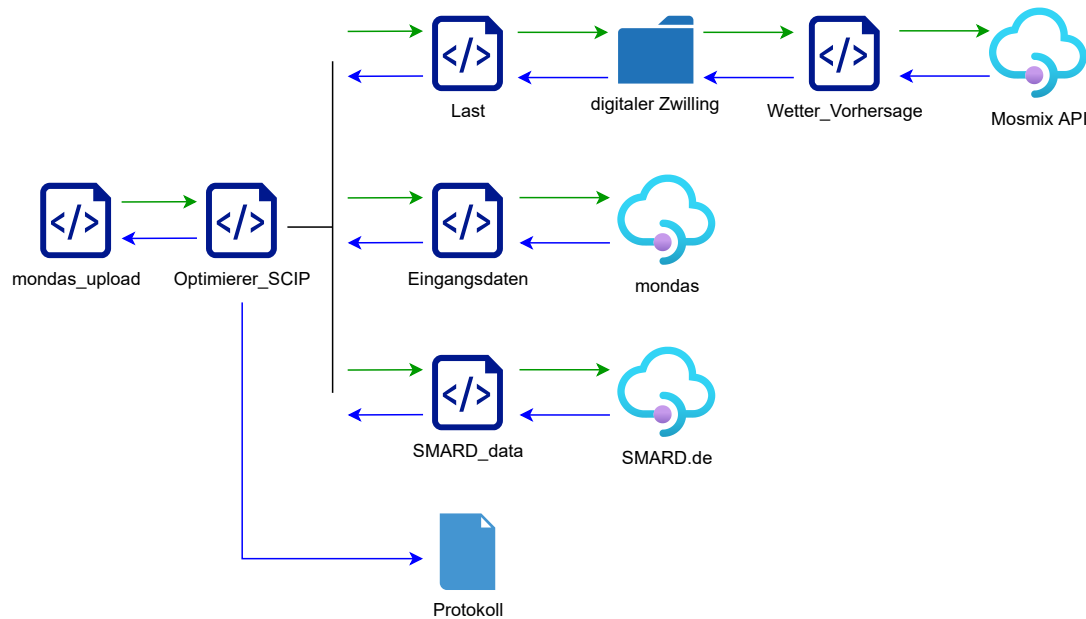 Last
digitaler Zwilling
Wetter_Vorhersage
Mosmix API
mondas_upload
Optimierer_SCIP
Eingangsdaten
mondas
SMARD_data
SMARD.de
Protokoll